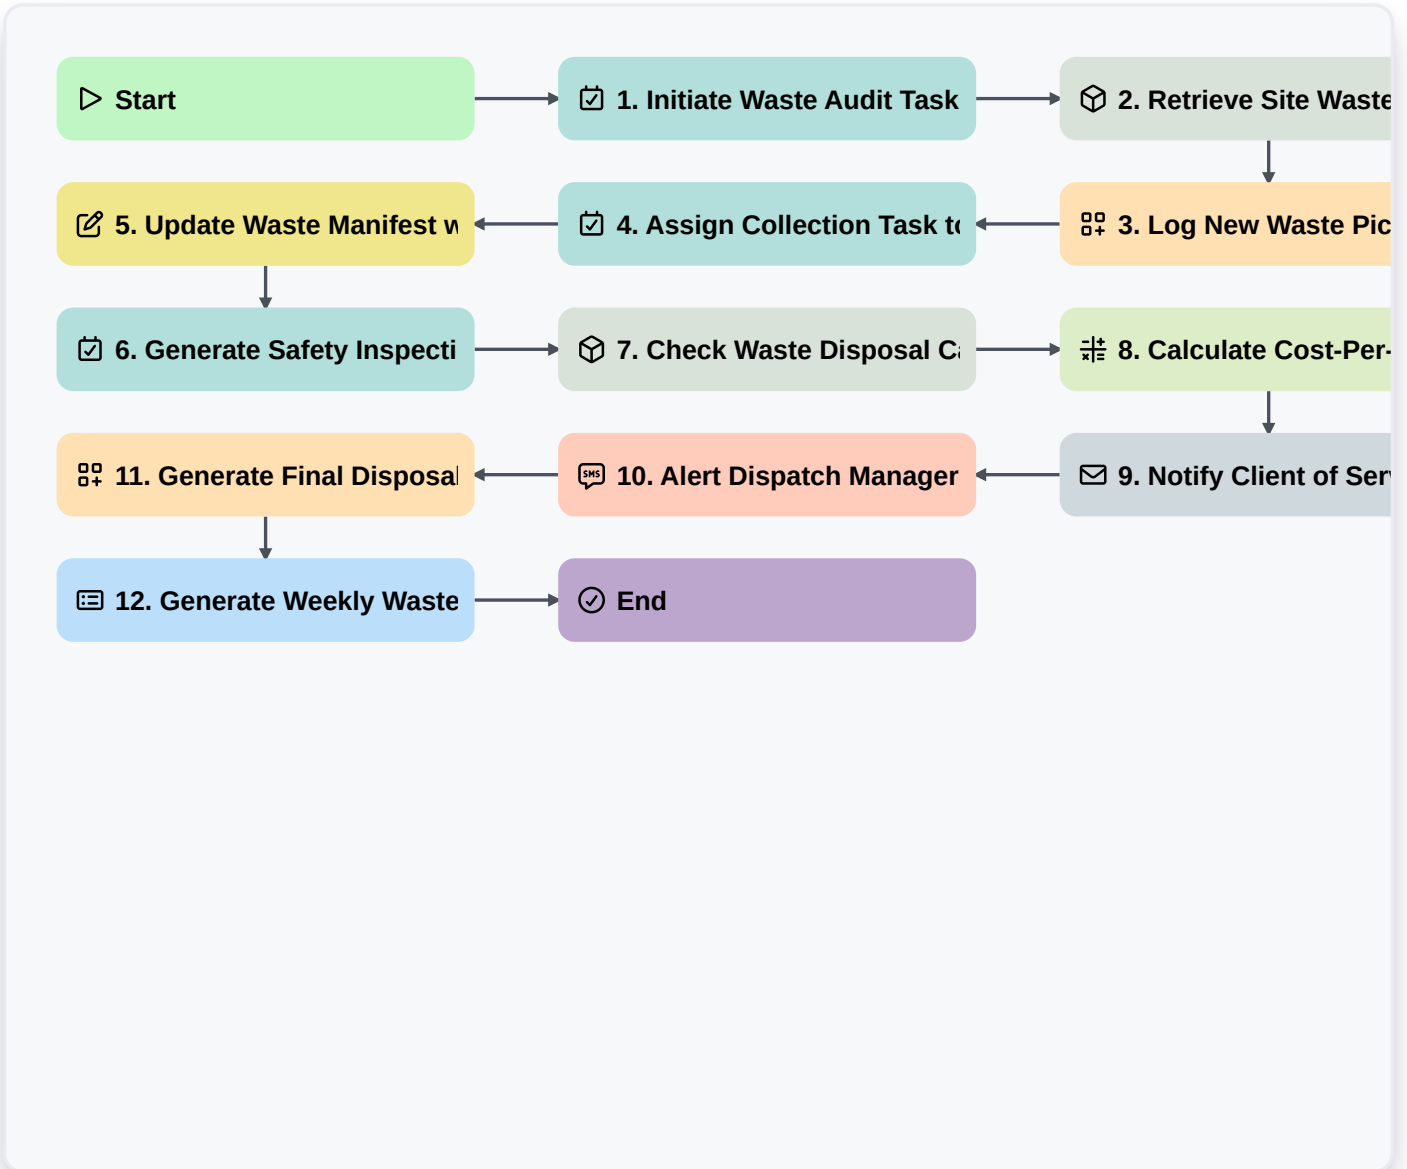 Start
1. Initiate Waste Audit Task
2. Retrieve Site Waste
5. Update Waste Manifest
4. Assign Collection Task to
3. Log New Waste Pic
6. Generate Safety Inspecti
7. Check Waste Disposal
8. Calculate Cost-Per-
11. Generate Final Disposal
SMS
10. Alert Dispatch Manager
9. Notify Client of Ser
12. Generate Weekly Waste
End